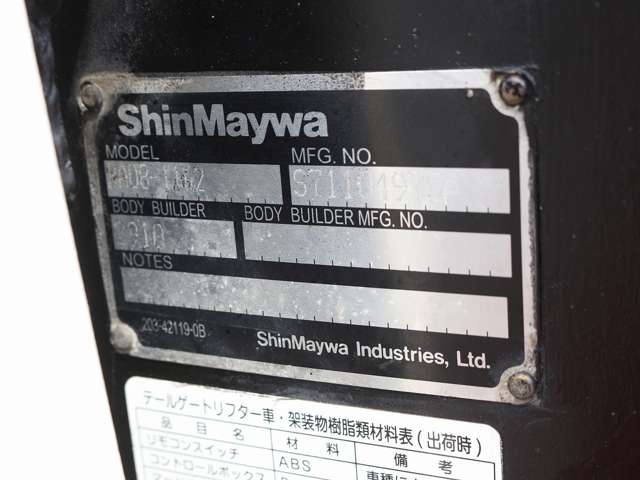 ShinMaywa
MODEL MFG. NO.
BODY BUILDER BODY BUILDER MFG. NO.
310
NOTES
203-42119-0B ShinMaywa Industries, Ltd.
テールゲートリフター車・架装物樹脂類材料表(出荷時)
品名 材料 備考
リモコンスイッチ ABS
コントロールボックス